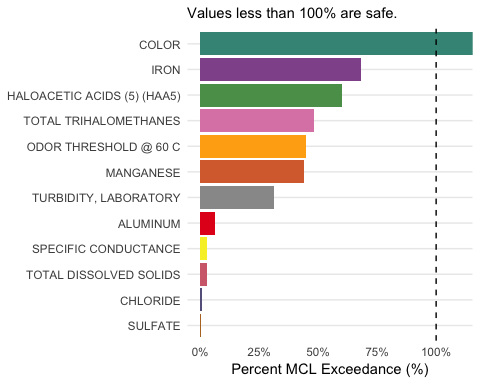 Values less than 100% are safe.
COLOR
IRON
HALOACETIC ACIDS (5) (HAA5)
TOTAL TRIHALOMETHANES
ODOR THRESHOLD @ 60 C
MANGANESE
TURBIDITY, LABORATORY
ALUMINUM
SPECIFIC CONDUCTANCE
TOTAL DISSOLVED SOLIDS
CHLORIDE
SULFATE
0% 25% 50% 75% 100%
Percent MCL Exceedance (%)